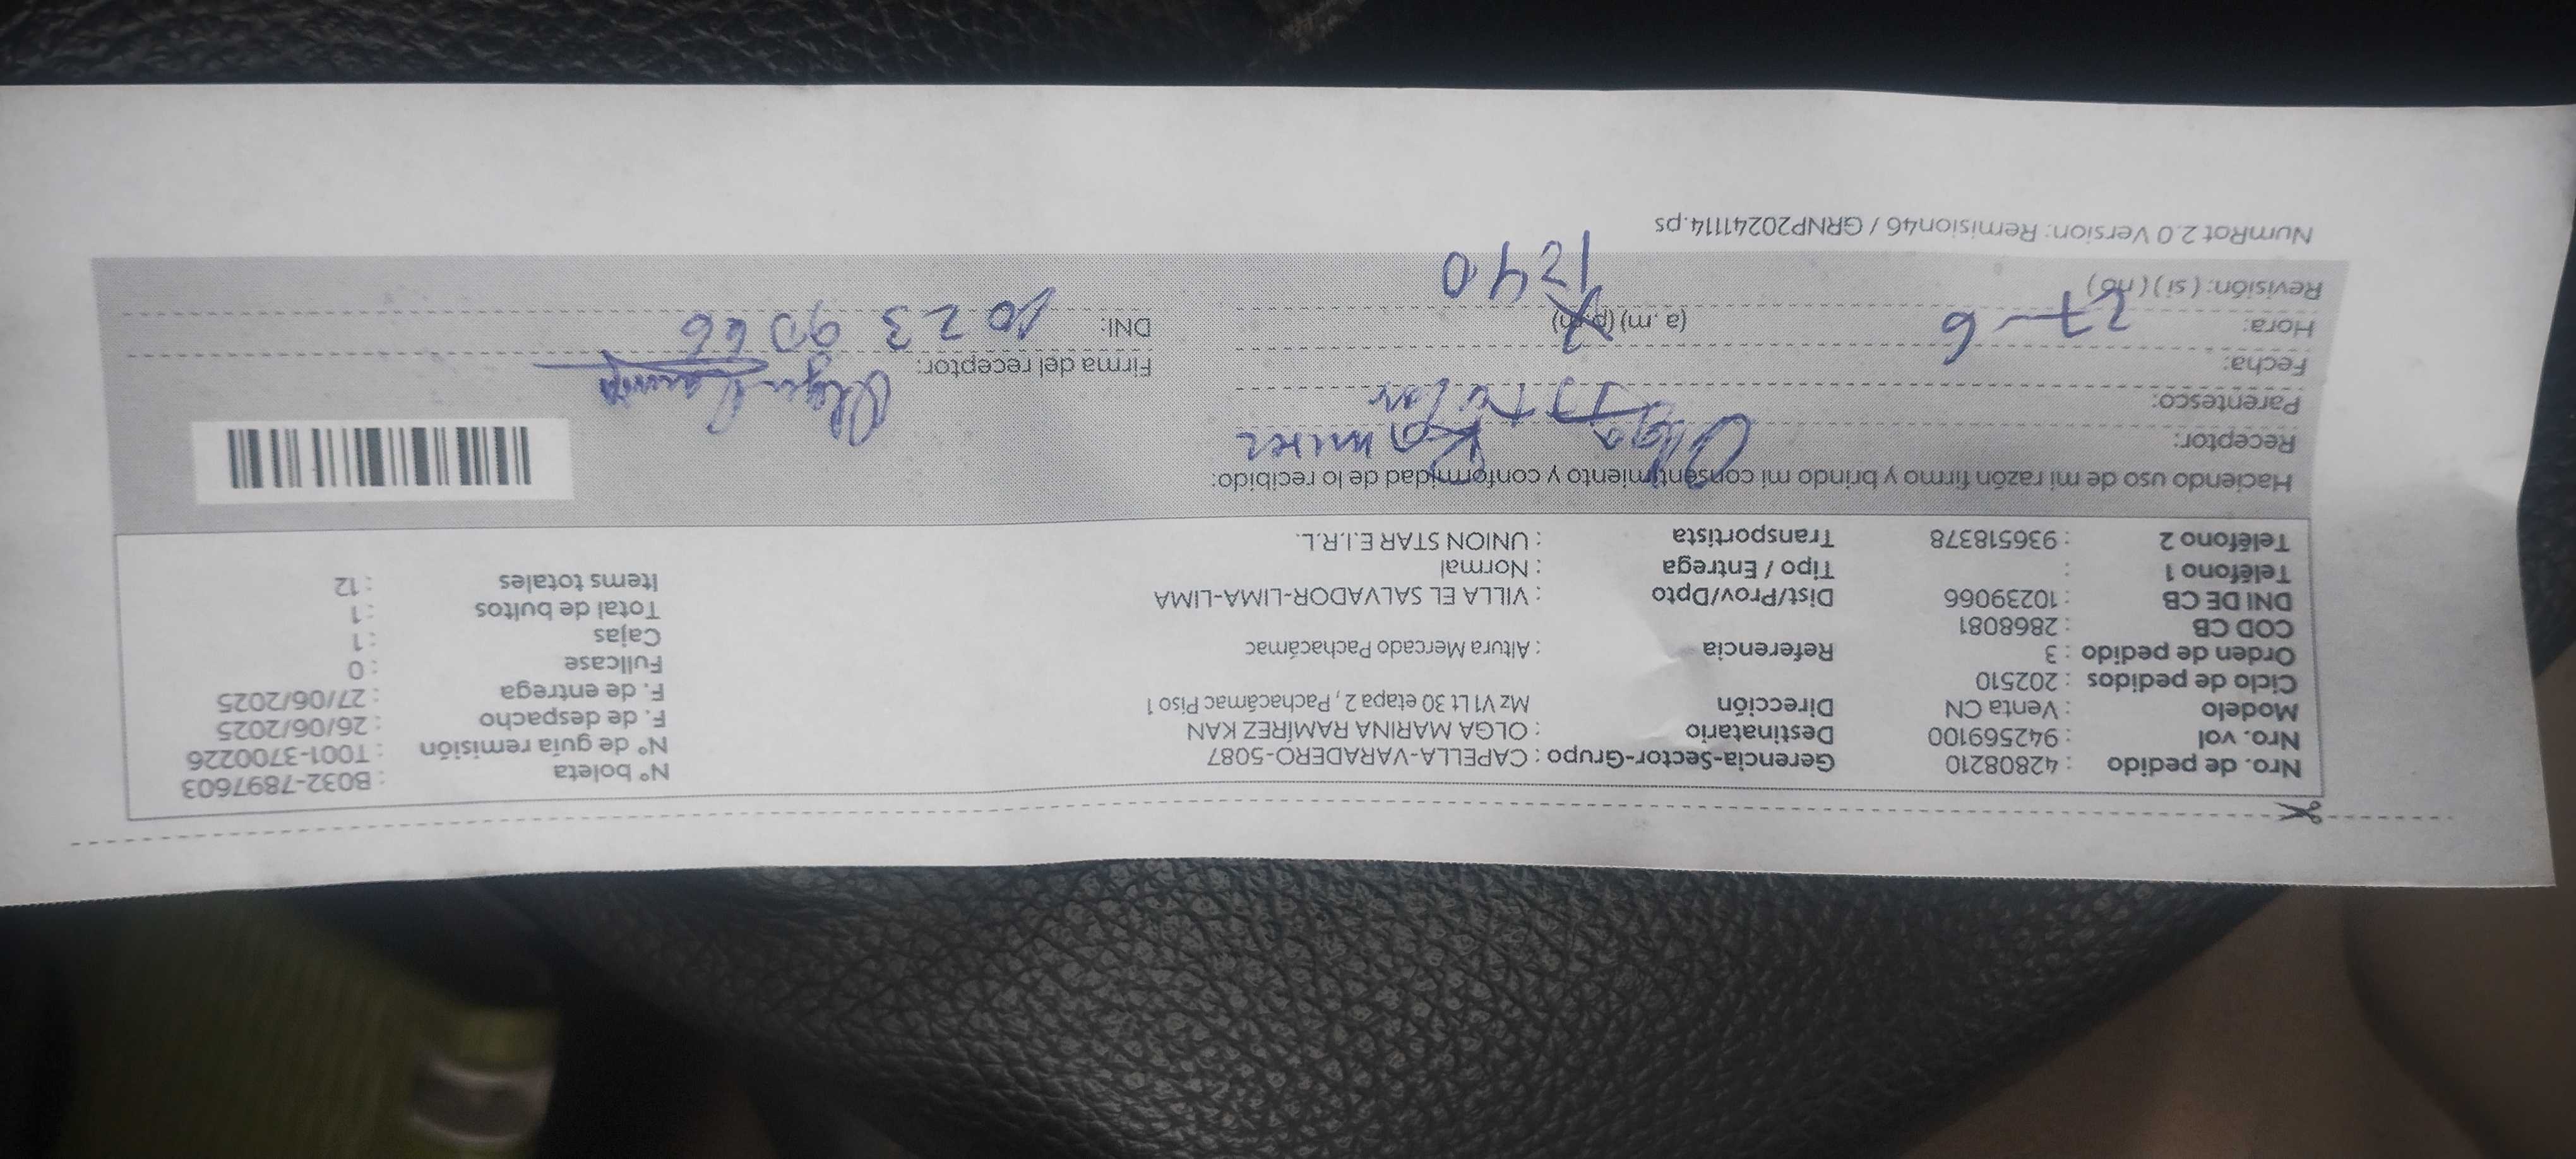 Nro. de pedido : 42808210 Gerencia-Sector-Grupo : CAPELLA-VARADERO-5087 N° boleta : B032-7897603
Nro. vol : 942569100 Destinatario : OLGA MARINA RAMÍREZ KAN N° de guía remisión : T001-3700226
Modelo : Venta CN Dirección Mz V1 Lt 30 etapa 2 , Pachacámac Piso 1 F. de despacho : 26/06/2025
Ciclo de pedidos : 202510 F. de entrega : 27/06/2025
Orden de pedido : 3 Referencia : Altura Mercado Pachacámac Fullcase : 0
COD CB : 2868081 Cajas : 1
DNI DE CB : 10239066 Dist/Prov/Dpto : VILLA EL SALVADOR-LIMA-LIMA Total de bultos : 1
Teléfono 1 : Tipo / Entrega : Normal Items totales : 12
Teléfono 2 : 936518378 Transportista : UNION STAR E.I.R.L.
Haciendo uso de mi razón firmo y brindo mi consentimiento y conformidad de lo recibido:
Receptor: Olga Ramirez
Parentesco: Titular
Fecha: 27-6 Firma del receptor: Olga Ramirez
Hora: (a. m) (p.m) 1240 DNI: 10239066
Revisión: ( si ) ( no )
NumRot 2.0 Version: Remision46 / GRNP20241114.ps